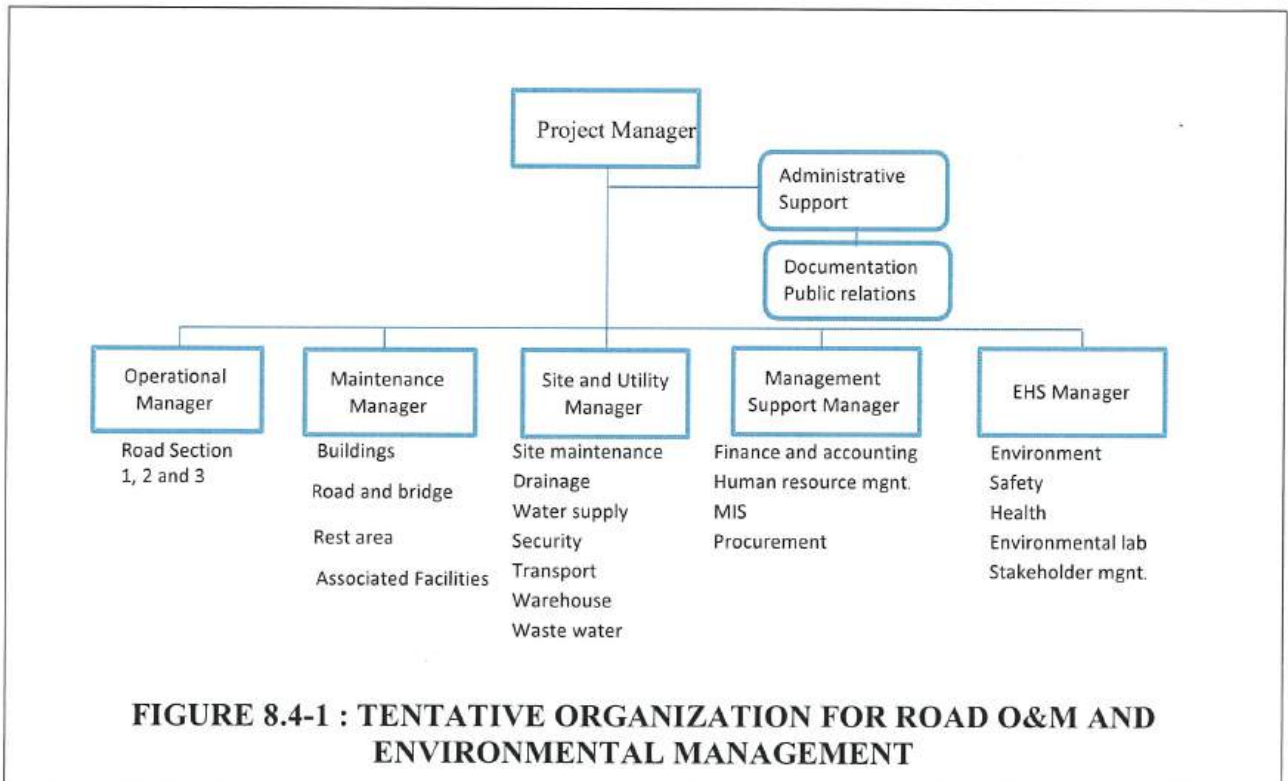 Project Manager
Administrative
Support
Documentation
Public relations
Operational
Manager
Road Section
1, 2 and 3
Maintenance
Manager
Buildings
Road and bridge
Rest area
Associated Facilities
Site and Utility
Manager
Site maintenance
Drainage
Water supply
Security
Transport
Warehouse
Waste water
Management
Support Manager
Finance and accounting
Human resource mgnt.
MIS
Procurement
EHS Manager
Environment
Safety
Health
Environmental lab
Stakeholder mgnt.
FIGURE 8.4-1 : TENTATIVE ORGANIZATION FOR ROAD O&M AND
ENVIRONMENTAL MANAGEMENT